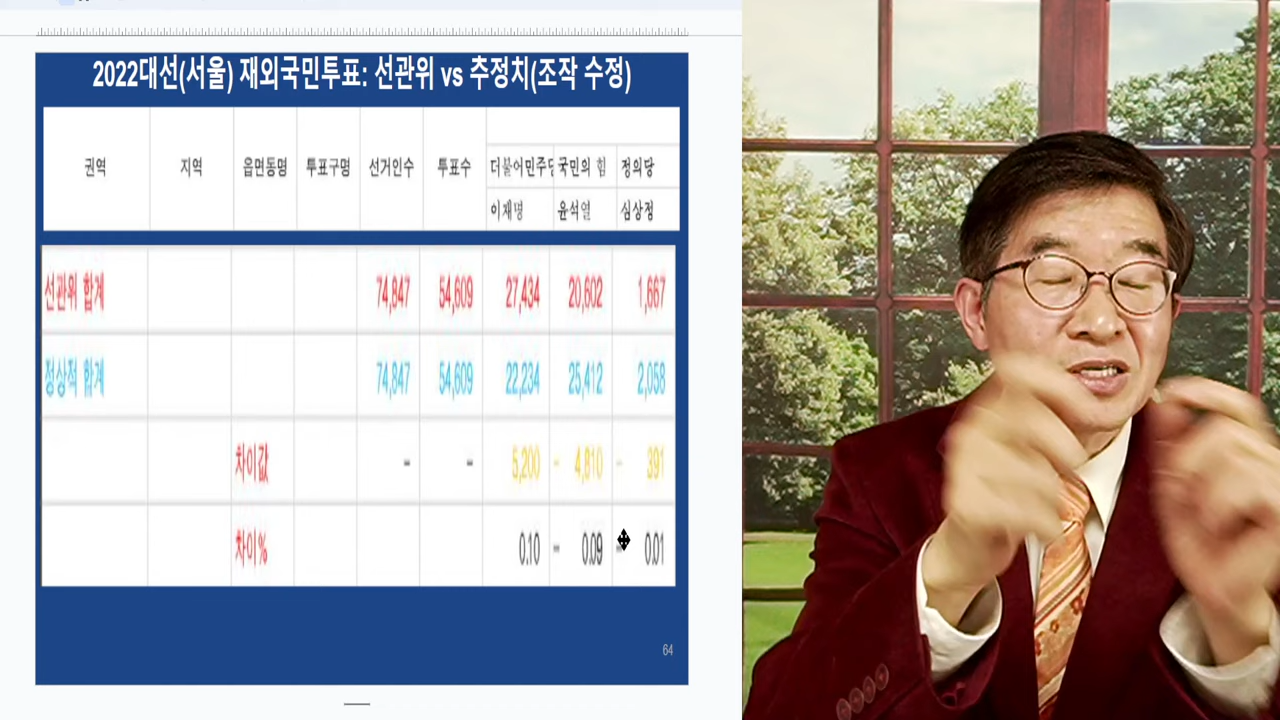 2022대선(서울) 재외국민투표: 선관위 vs 추정치(조작 수정)
권역 지역 읍면동명 투표구명 선거인수 투표수 더불어민주당 국민의 힘 정의당
이재명 윤석열 심상정
선관위 합계 74,847 54,609 27,434 20,602 1,667
정상적 합계 74,847 54,609 22,234 25,412 2,058
차이값 - - 5,200 - 4,810 - 391
차이% 0.10 - 0.09 - 0.01
64